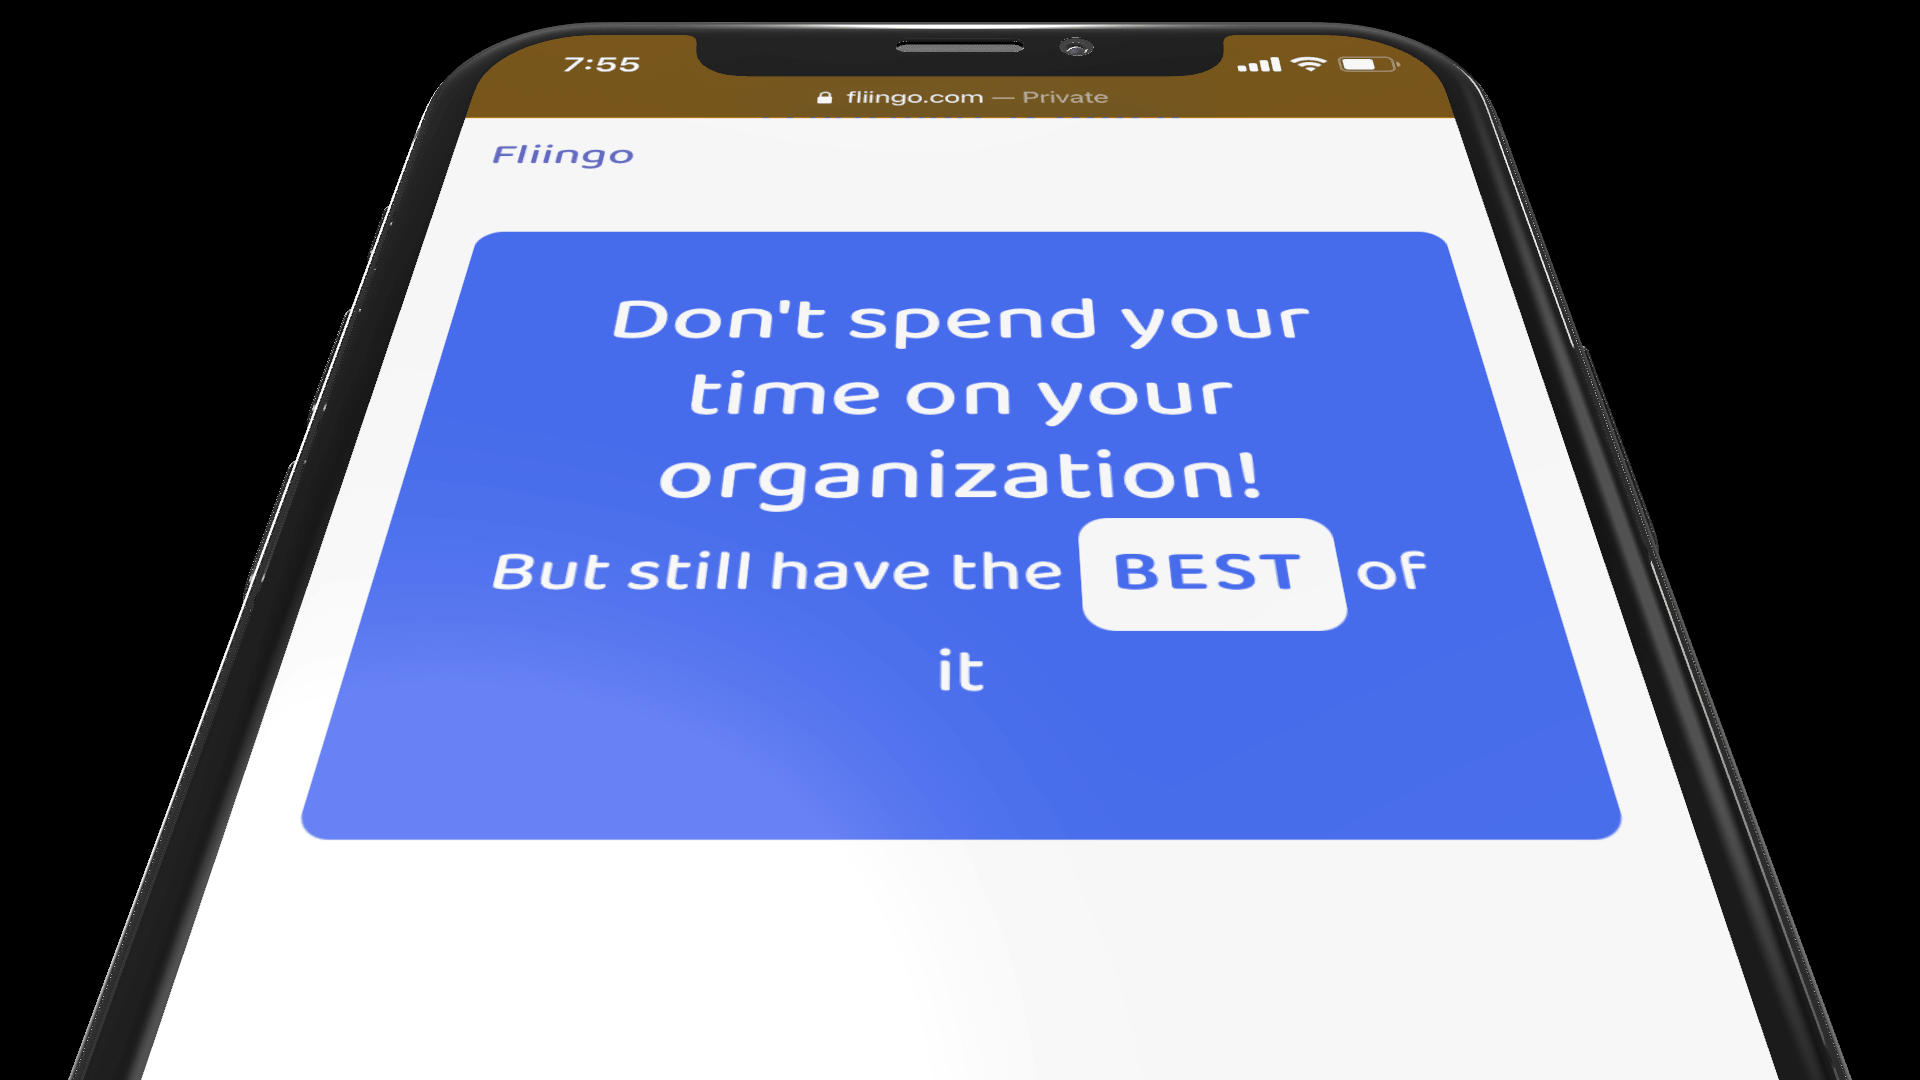 7:55
fliingo.com — Private
Fliingo
Don't spend your
time on your
organization!
But still have the BEST of
it